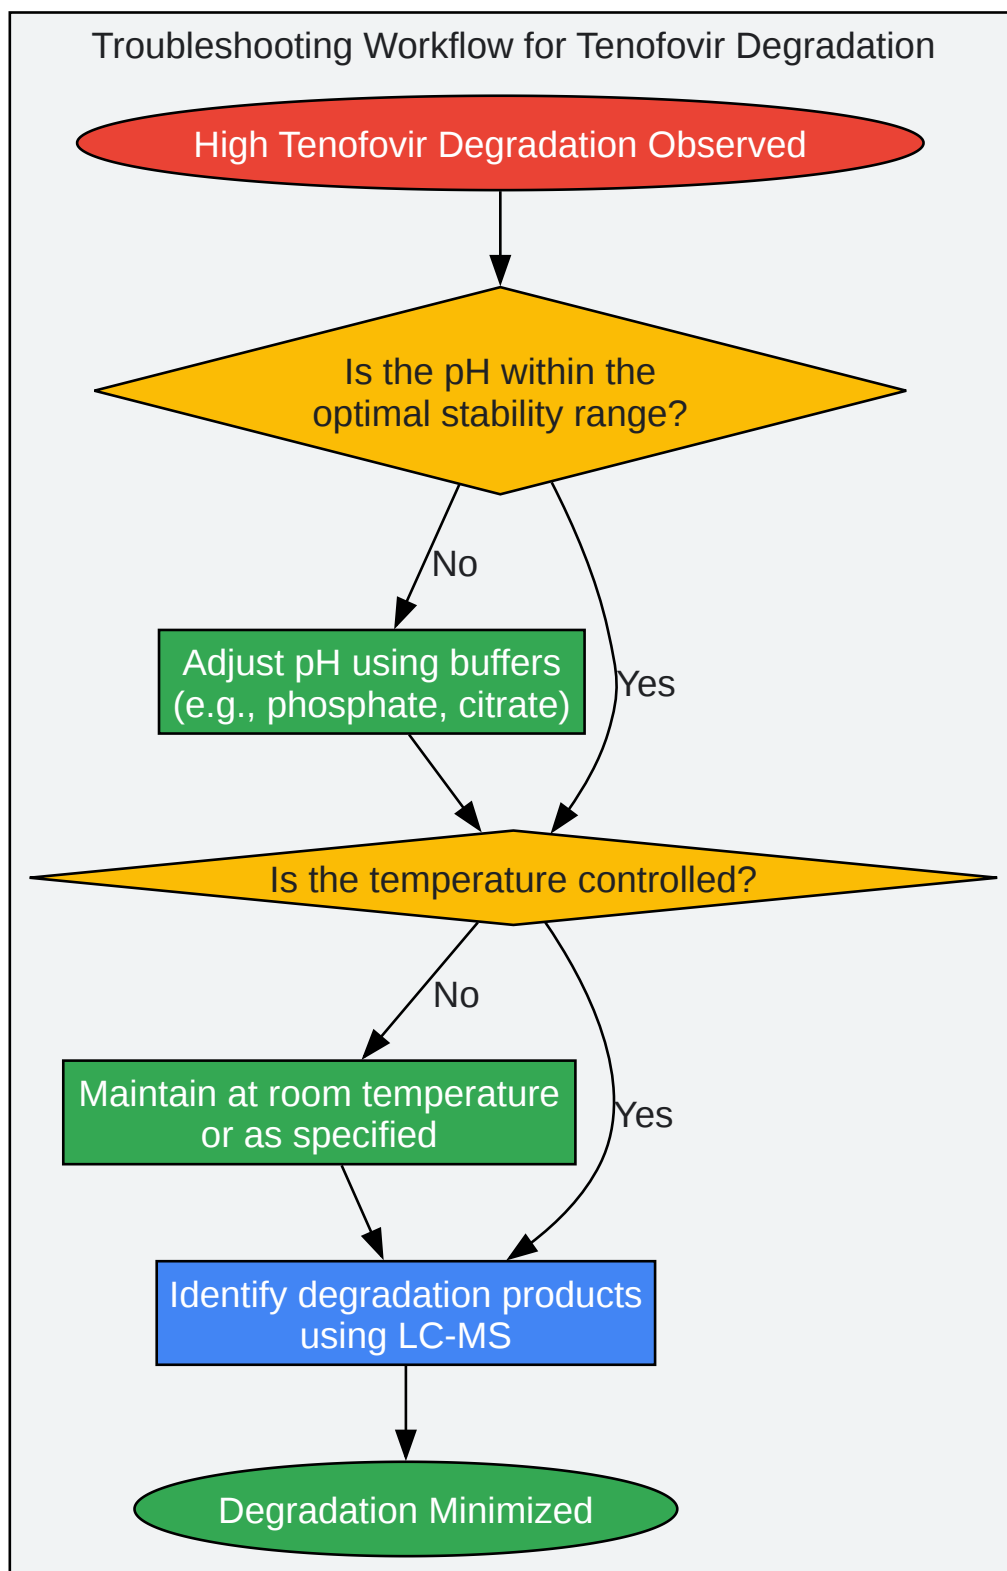 Troubleshooting Workflow for Tenofovir Degradation
High Tenofovir Degradation Observed
Is the pH within the
optimal stability range?
No
Adjust pH using buffers
(e.g., phosphate, citrate)
Yes
Is the temperature controlled?
No
Maintain at room temperature
or as specified
Yes
Identify degradation products
using LC-MS
Degradation Minimized